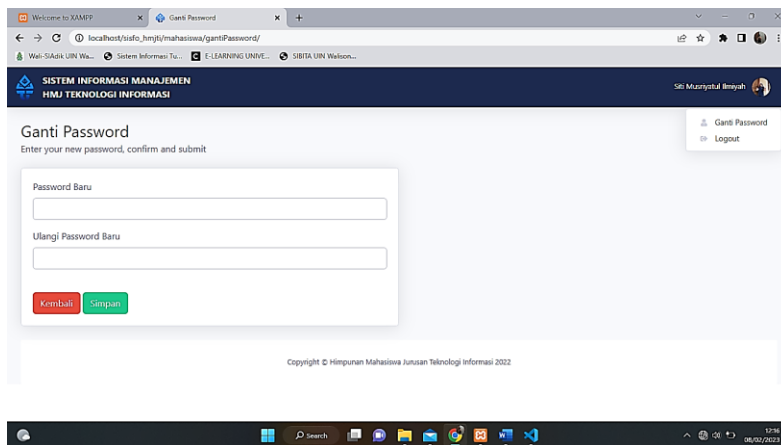 Welcome to XAMPP
Ganti Password
localhost/sisfo_hmjti/mahasiswa/gantiPassword/
Wali-SIAdik UIN Wa...
Sistem Informasi Tu...
E-LEARNING UNIVE...
SIBITA UIN Walison...
SISTEM INFORMASI MANAJEMEN
HMJ TEKNOLOGI INFORMASI
Siti Musriyatul Ilmiyah
Ganti Password
Logout
Ganti Password
Enter your new password, confirm and submit
Password Baru
Ulangi Password Baru
Kembali
Simpan
Copyright © Himpunan Mahasiswa Jurusan Teknologi Informasi 2022
Search
12:36
08/02/2023